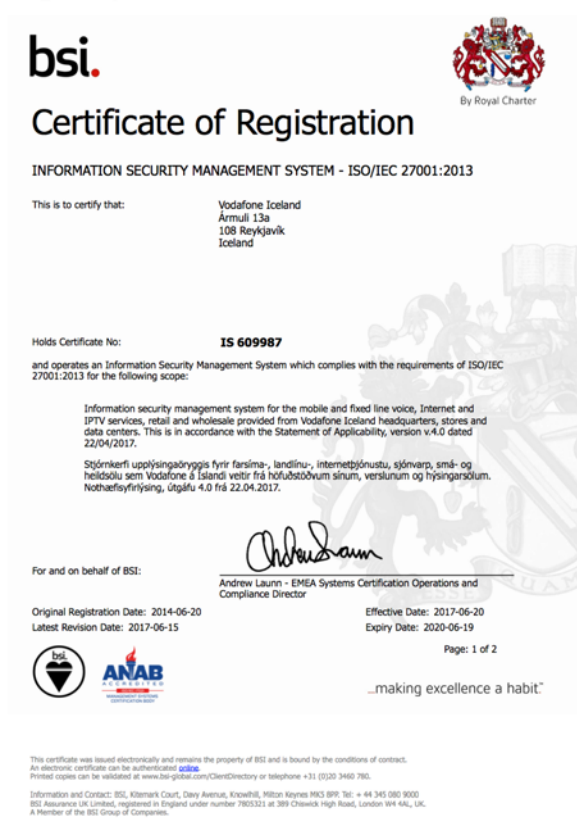 bsi.
By Royal Charter
Certificate of Registration
INFORMATION SECURITY MANAGEMENT SYSTEM - ISO/IEC 27001:2013
This is to certify that:
Vodafone Iceland
Ármuli 13a
108 Reykjavík
Iceland
Holds Certificate No:
IS 609987
and operates an Information Security Management System which complies with the requirements of ISO/IEC
27001:2013 for the following scope:
Information security management system for the mobile and fixed line voice, Internet and
IPTV services, retail and wholesale provided from Vodafone Iceland headquarters, stores and
data centers. This is in accordance with the Statement of Applicability, version v.4.0 dated
22/04/2017.
Stjórnkerfi upplýsingaöryggis fyrir farsíma-, landlínu-, internetþjónustu, sjónvarp, smá- og
heildsölu sem Vodafone á Íslandi veitir frá höfuðstöðvum sínum, verslunum og hýsingarsölum.
Nothæfisyfirlýsing, útgáfu 4.0 frá 22.04.2017.
For and on behalf of BSI:
Andrew Launn - EMEA Systems Certification Operations and
Compliance Director
Original Registration Date: 2014-06-20
Effective Date: 2017-06-20
Latest Revision Date: 2017-06-15
Expiry Date: 2020-06-19
Page: 1 of 2
bsi.
ANAB
ACCREDITED
MANAGEMENT SYSTEMS
CERTIFICATION BODY
...making excellence a habit.™
This certificate was issued electronically and remains the property of BSI and is bound by the conditions of contract.
An electronic certificate can be authenticated online.
Printed copies can be validated at www.bsi-global.com/ClientDirectory or telephone +31 (0)20 3460 780.
Information and Contact: BSI, Kitemark Court, Davy Avenue, Knowlhill, Milton Keynes MK5 8PP. Tel: + 44 345 080 9000
BSI Assurance UK Limited, registered in England under number 7805321 at 389 Chiswick High Road, London W4 4AL, UK.
A Member of the BSI Group of Companies.